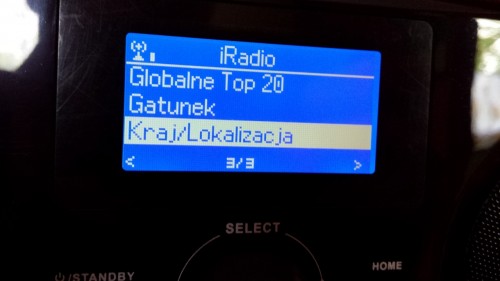 iRadio
Globalne Top 20
Gatunek
Kraj/Lokalizacja
< 3/3 >
SELECT
⏻/STANDBY
HOME